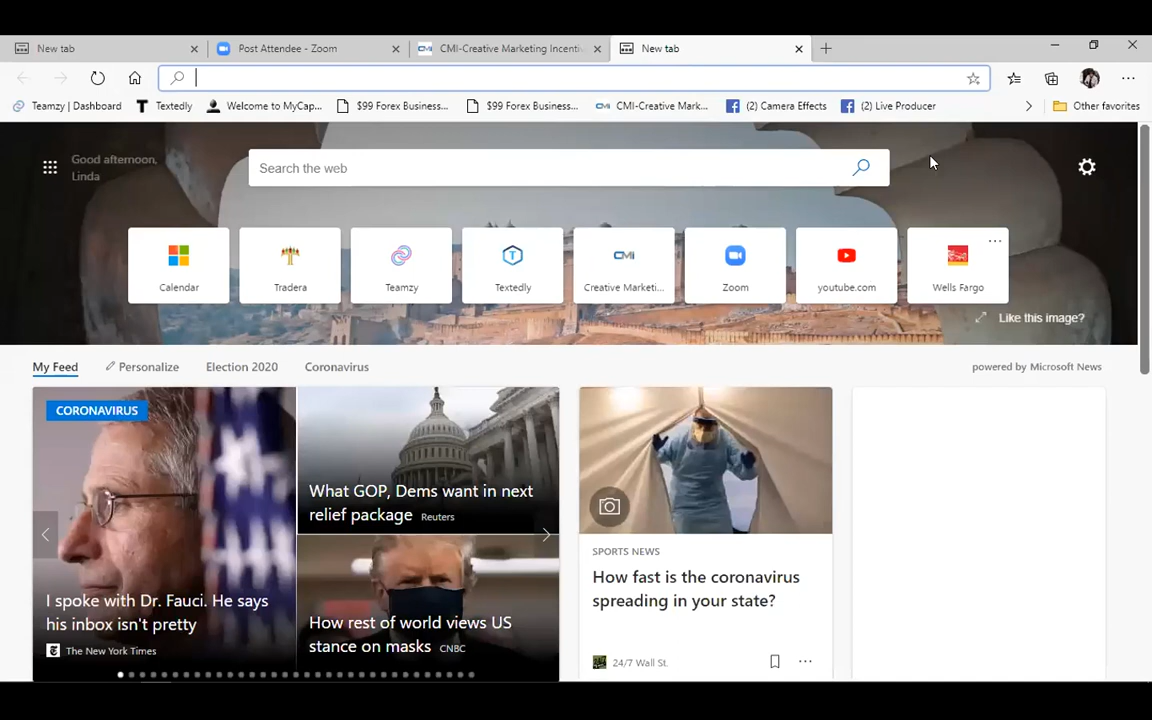 New tab
Post Attendee - Zoom
CMI-Creative Marketing Incenti
New tab
Teamzy | Dashboard
Textedly
Welcome to MyCap...
$99 Forex Business...
$99 Forex Business...
CMI-Creative Mark...
(2) Camera Effects
(2) Live Producer
Other favorites
Good afternoon,
Linda
Search the web
CMI
Calendar
Tradera
Teamzy
Textedly
Creative Marketi...
Zoom
youtube.com
Wells Fargo
Like this image?
My Feed
Personalize
Election 2020
Coronavirus
powered by Microsoft News
CORONAVIRUS
I spoke with Dr. Fauci. He says
his inbox isn't pretty
The New York Times
What GOP, Dems want in next
relief package Reuters
How rest of world views US
stance on masks CNBC
SPORTS NEWS
How fast is the coronavirus
spreading in your state?
24/7 Wall St.